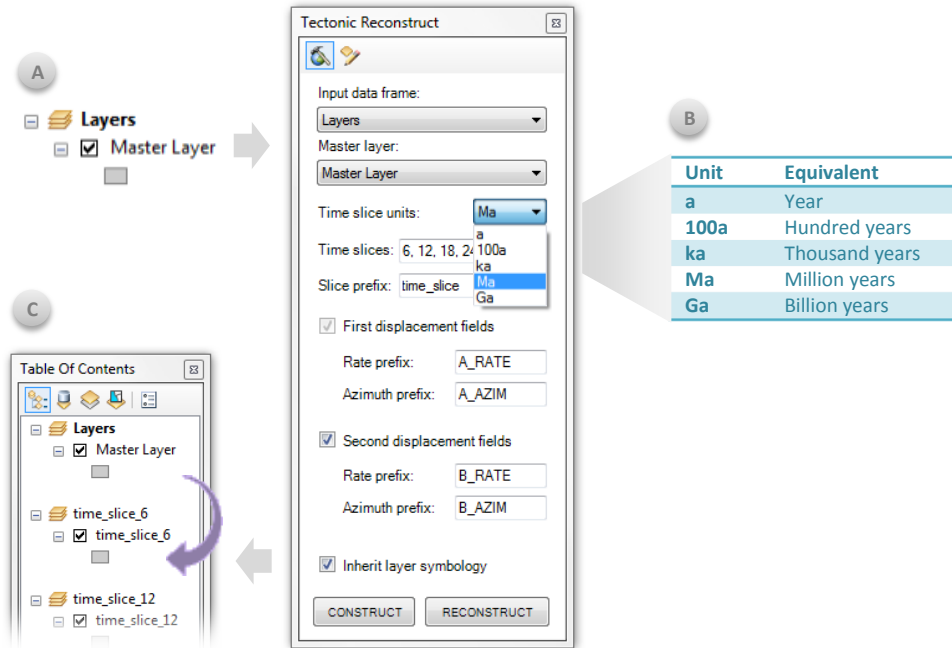 A
Layers
Master Layer
Tectonic Reconstruct
Input data frame:
Layers
Master layer:
Master Layer
Time slice units: Ma
a
100a
ka
Ma
Ga
Time slices: 6, 12, 18, 24
Slice prefix: time_slice
First displacement fields
Rate prefix: A_RATE
Azimuth prefix: A_AZIM
Second displacement fields
Rate prefix: B_RATE
Azimuth prefix: B_AZIM
Inherit layer symbology
CONSTRUCT RECONSTRUCT
B
Unit Equivalent
a Year
100a Hundred years
ka Thousand years
Ma Million years
Ga Billion years
C
Table Of Contents
Layers
Master Layer
time_slice_6
time_slice_6
time_slice_12
time_slice_12